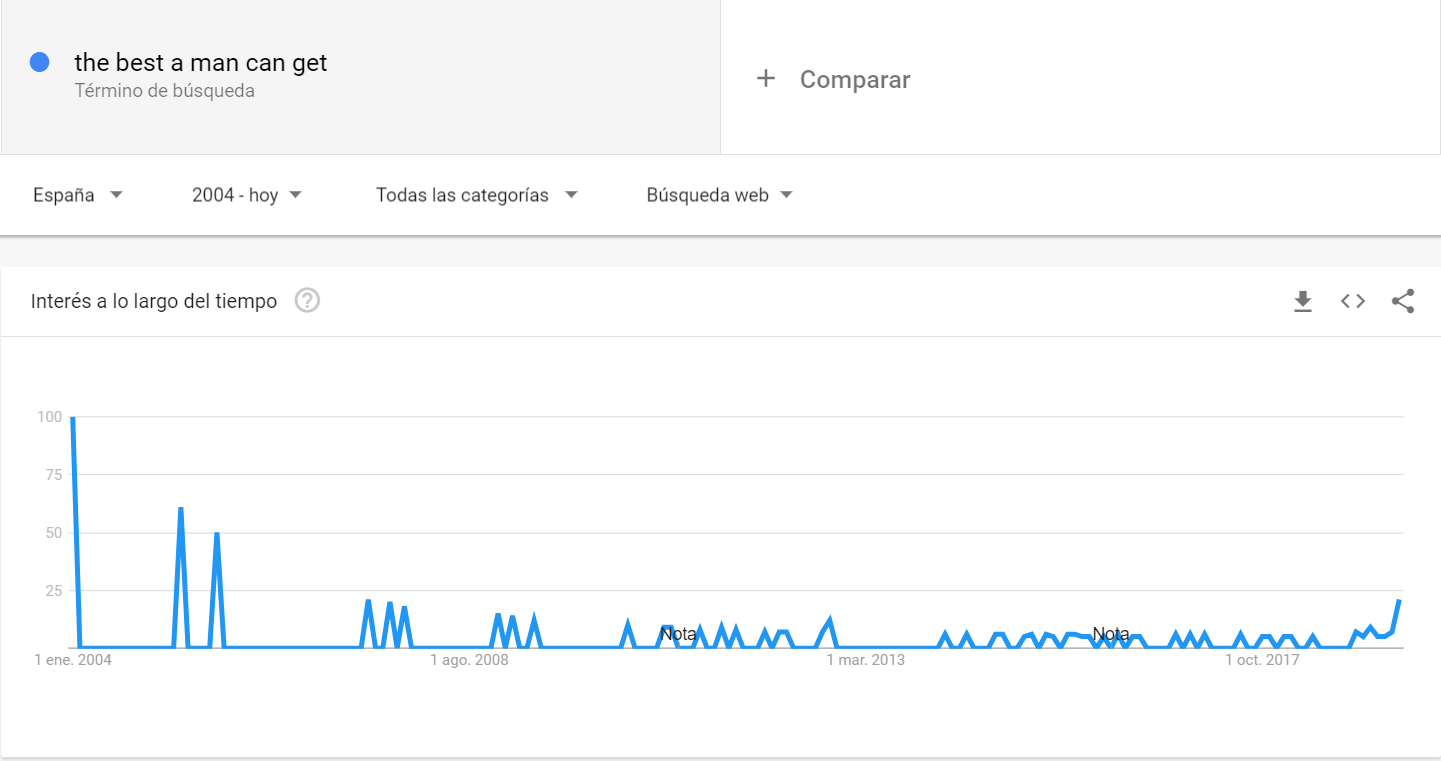 the best a man can get
Término de búsqueda
+ Comparar
España
2004 - hoy
Todas las categorías
Búsqueda web
Interés a lo largo del tiempo
?
100
75
50
25
Nota
Nota
1 ene. 2004
1 ago. 2008
1 mar. 2013
1 oct. 2017